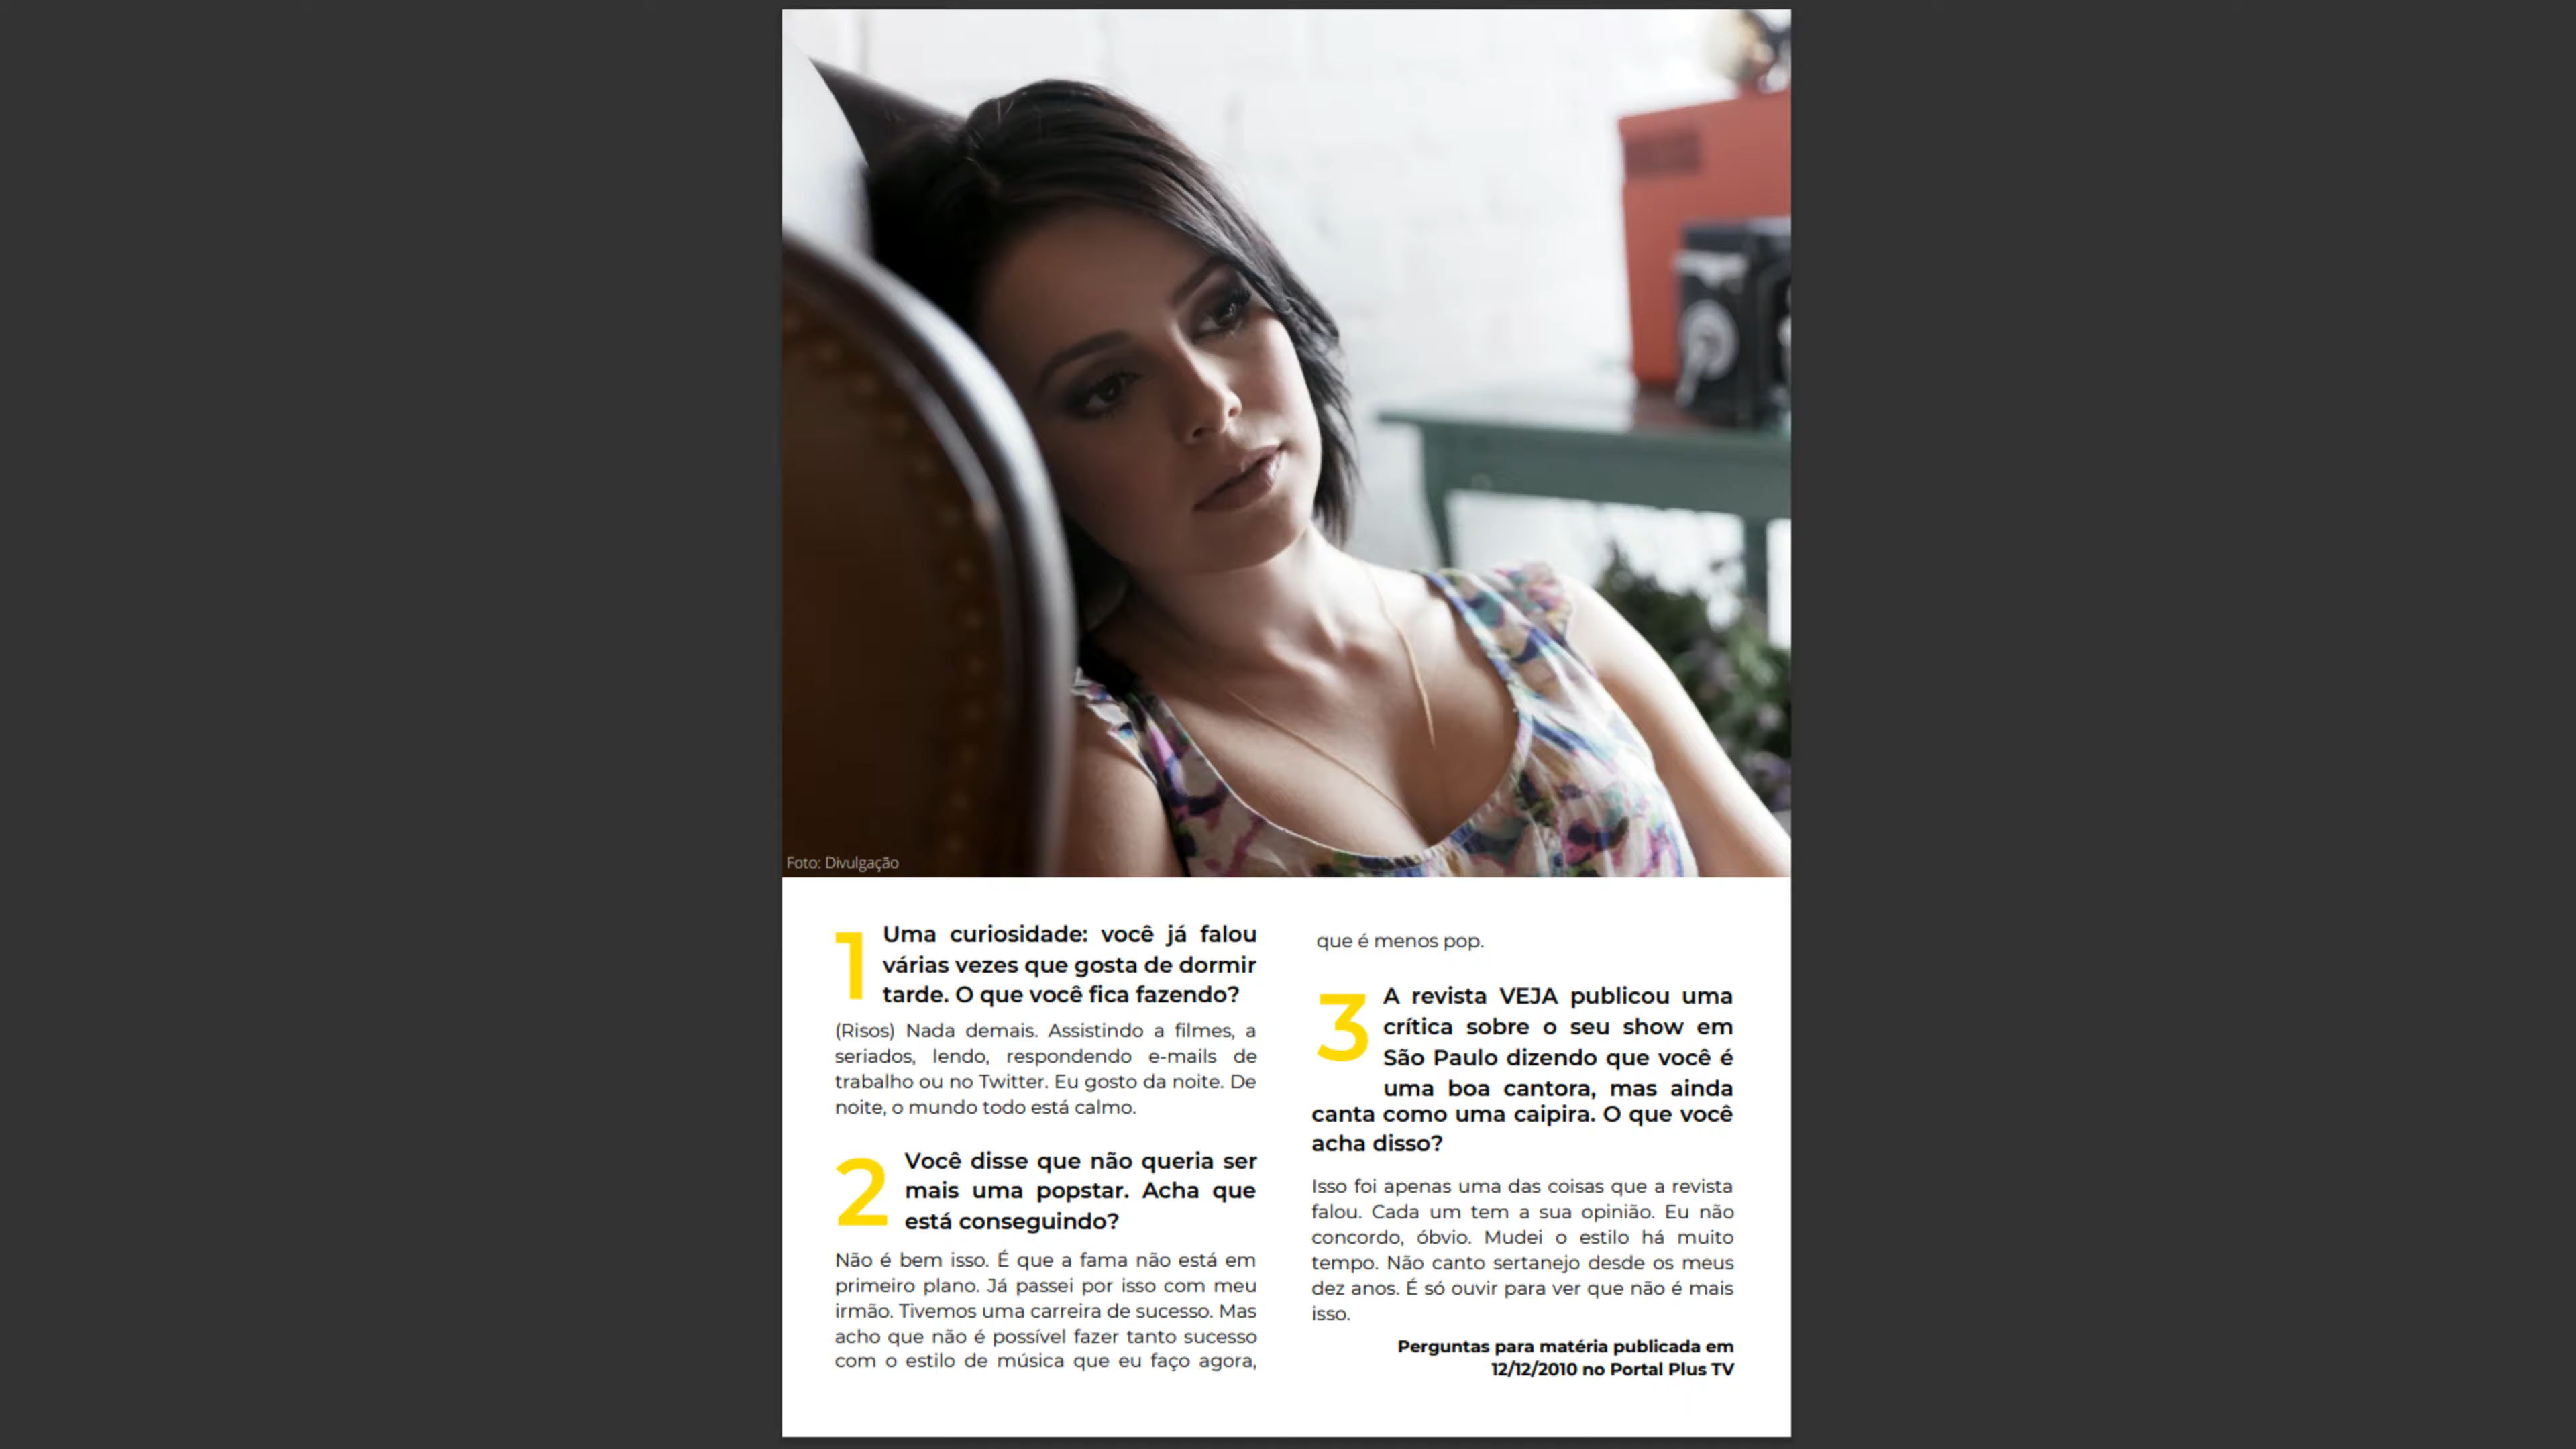 Foto: Divulgação
1
Uma curiosidade: você já falou
várias vezes que gosta de dormir
tarde. O que você fica fazendo?
(Risos) Nada demais. Assistindo a filmes, a
seriados, lendo, respondendo e-mails de
trabalho ou no Twitter. Eu gosto da noite. De
noite, o mundo todo está calmo.
2
Você disse que não queria ser
mais uma popstar. Acha que
está conseguindo?
Não é bem isso. É que a fama não está em
primeiro plano. Já passei por isso com meu
irmão. Tivemos uma carreira de sucesso. Mas
acho que não é possível fazer tanto sucesso
com o estilo de música que eu faço agora,
que é menos pop.
3
A revista VEJA publicou uma
crítica sobre o seu show em
São Paulo dizendo que você é
uma boa cantora, mas ainda
canta como uma caipira. O que você
acha disso?
Isso foi apenas uma das coisas que a revista
falou. Cada um tem a sua opinião. Eu não
concordo, óbvio. Mudei o estilo há muito
tempo. Não canto sertanejo desde os meus
dez anos. É só ouvir para ver que não é mais
isso.
Perguntas para matéria publicada em
12/12/2010 no Portal Plus TV